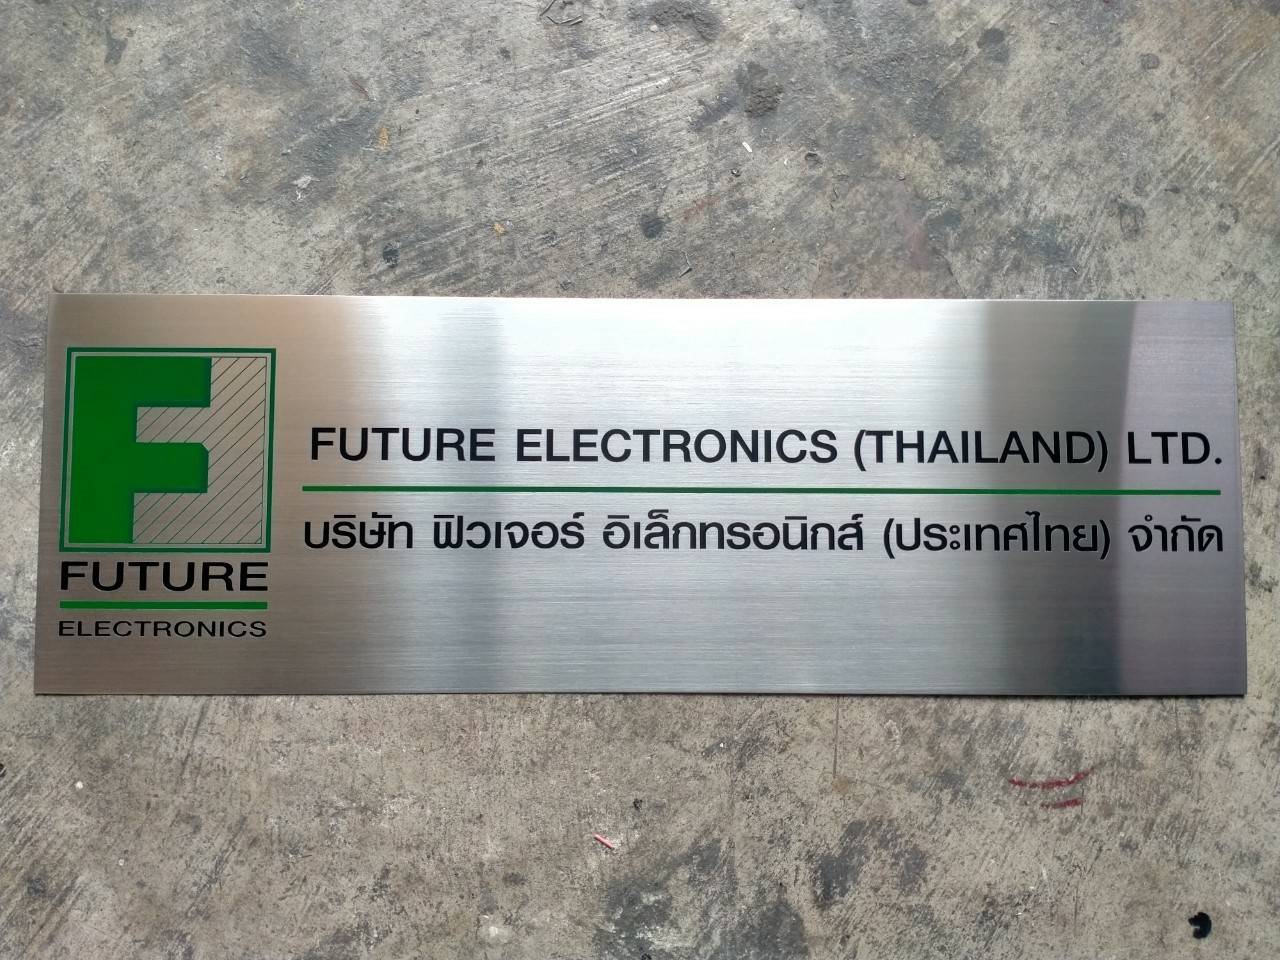 FUTURE
ELECTRONICS
FUTURE ELECTRONICS (THAILAND) LTD.
บริษัท ฟิวเจอร์ อิเล็กทรอนิกส์ (ประเทศไทย) จำกัด